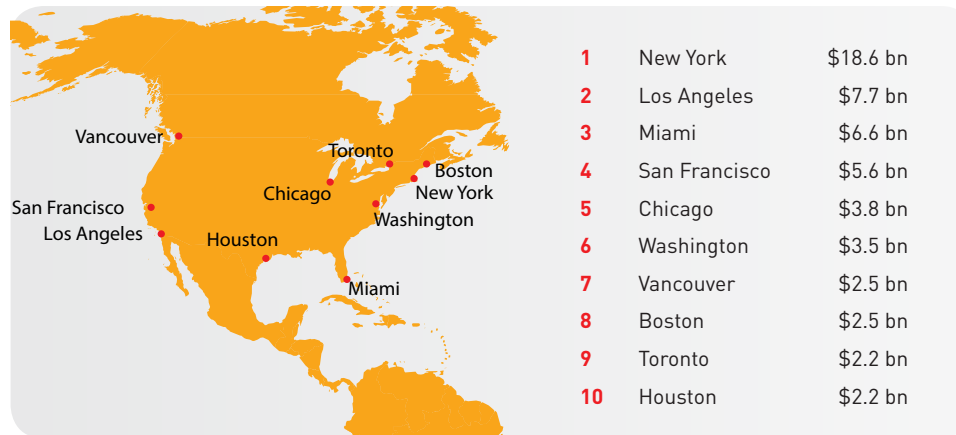 Vancouver
Toronto
Boston
Chicago
New York
San Francisco
Washington
Los Angeles
Houston
Miami
1 New York $18.6 bn
2 Los Angeles $7.7 bn
3 Miami $6.6 bn
4 San Francisco $5.6 bn
5 Chicago $3.8 bn
6 Washington $3.5 bn
7 Vancouver $2.5 bn
8 Boston $2.5 bn
9 Toronto $2.2 bn
10 Houston $2.2 bn